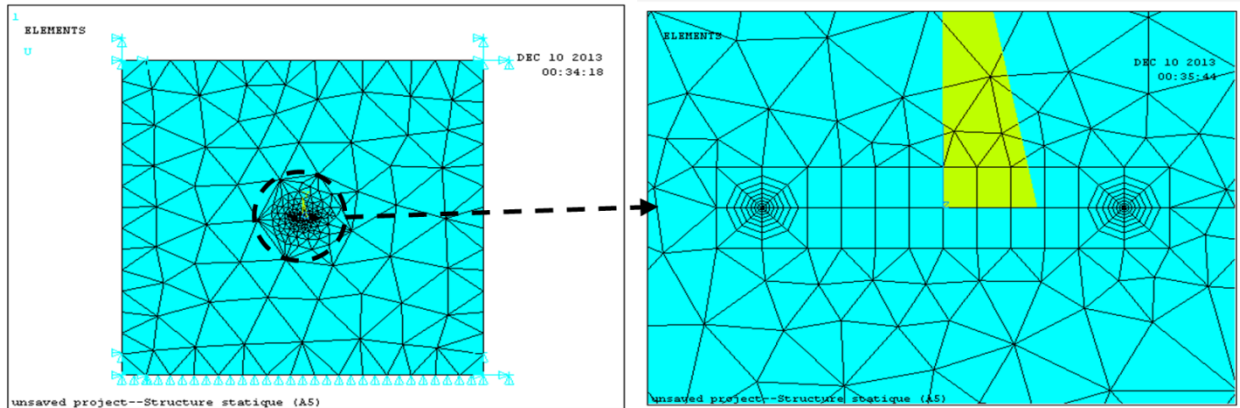 1
ELEMENTS
U
DEC 10 2013
00:34:18
unsaved project--Structure statique (A5)
ELEMENTS
DEC 10 2013
00:35:44
unsaved project--Structure statique (A5)